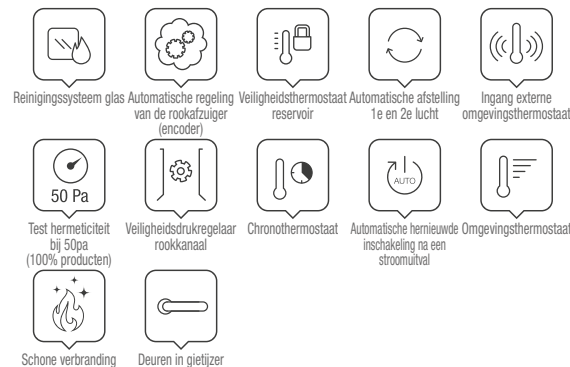 Reinigingssysteem glas
Automatische regeling
van de rookafzuiger
(encoder)
Veiligheidsthermostaat
reservoir
Automatische afstelling
1e en 2e lucht
Ingang externe
omgevingsthermostaat
50 Pa
Test hermeticiteit
bij 50pa
(100% producten)
Veiligheidsdrukregelaar
rookkanaal
Chronothermostaat
AUTO
Automatische hernieuwde
inschakeling na een
stroomuitval
Omgevingsthermostaat
Schone verbranding
Deuren in gietijzer